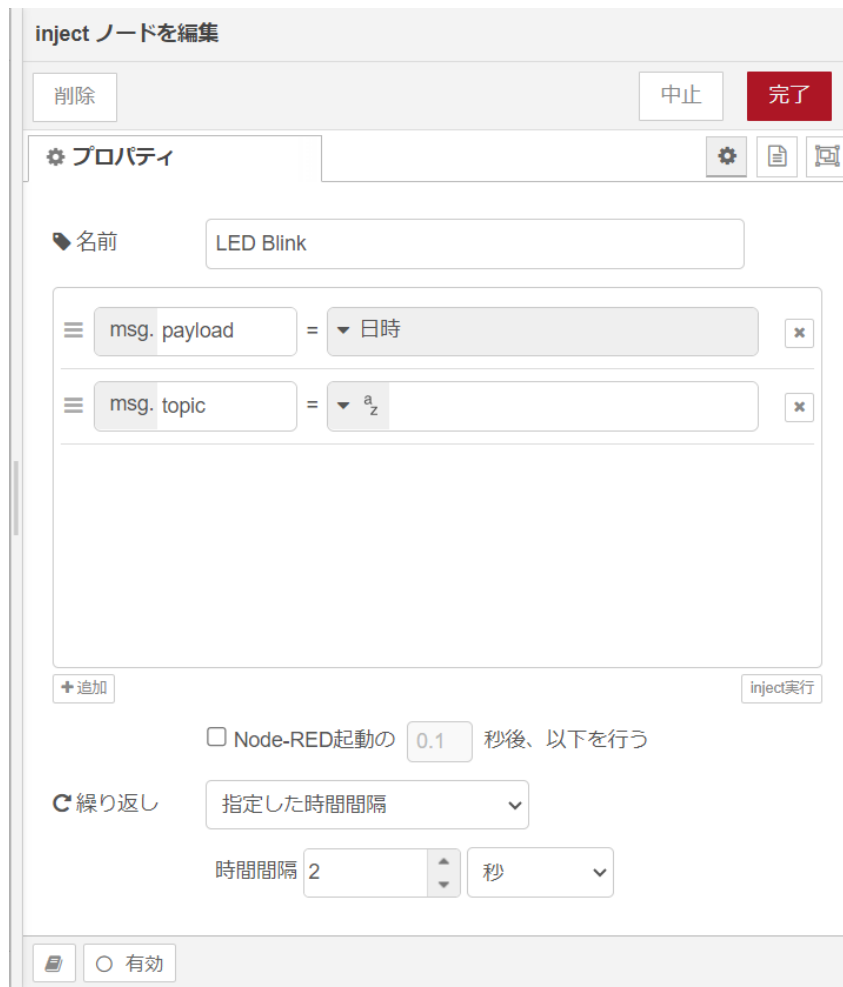 inject ノードを編集
削除 中止 完了
プロパティ
名前 LED Blink
msg. payload = 日時
msg. topic = az
追加 inject実行
Node-RED起動の 0.1 秒後、以下を行う
繰り返し 指定した時間間隔
時間間隔 2 秒
有効